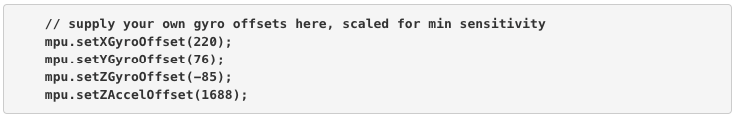 // supply your own gyro offsets here, scaled for min sensitivity
mpu.setXGyroOffset(220);
mpu.setYGyroOffset(76);
mpu.setZGyroOffset(-85);
mpu.setZAccelOffset(1688);